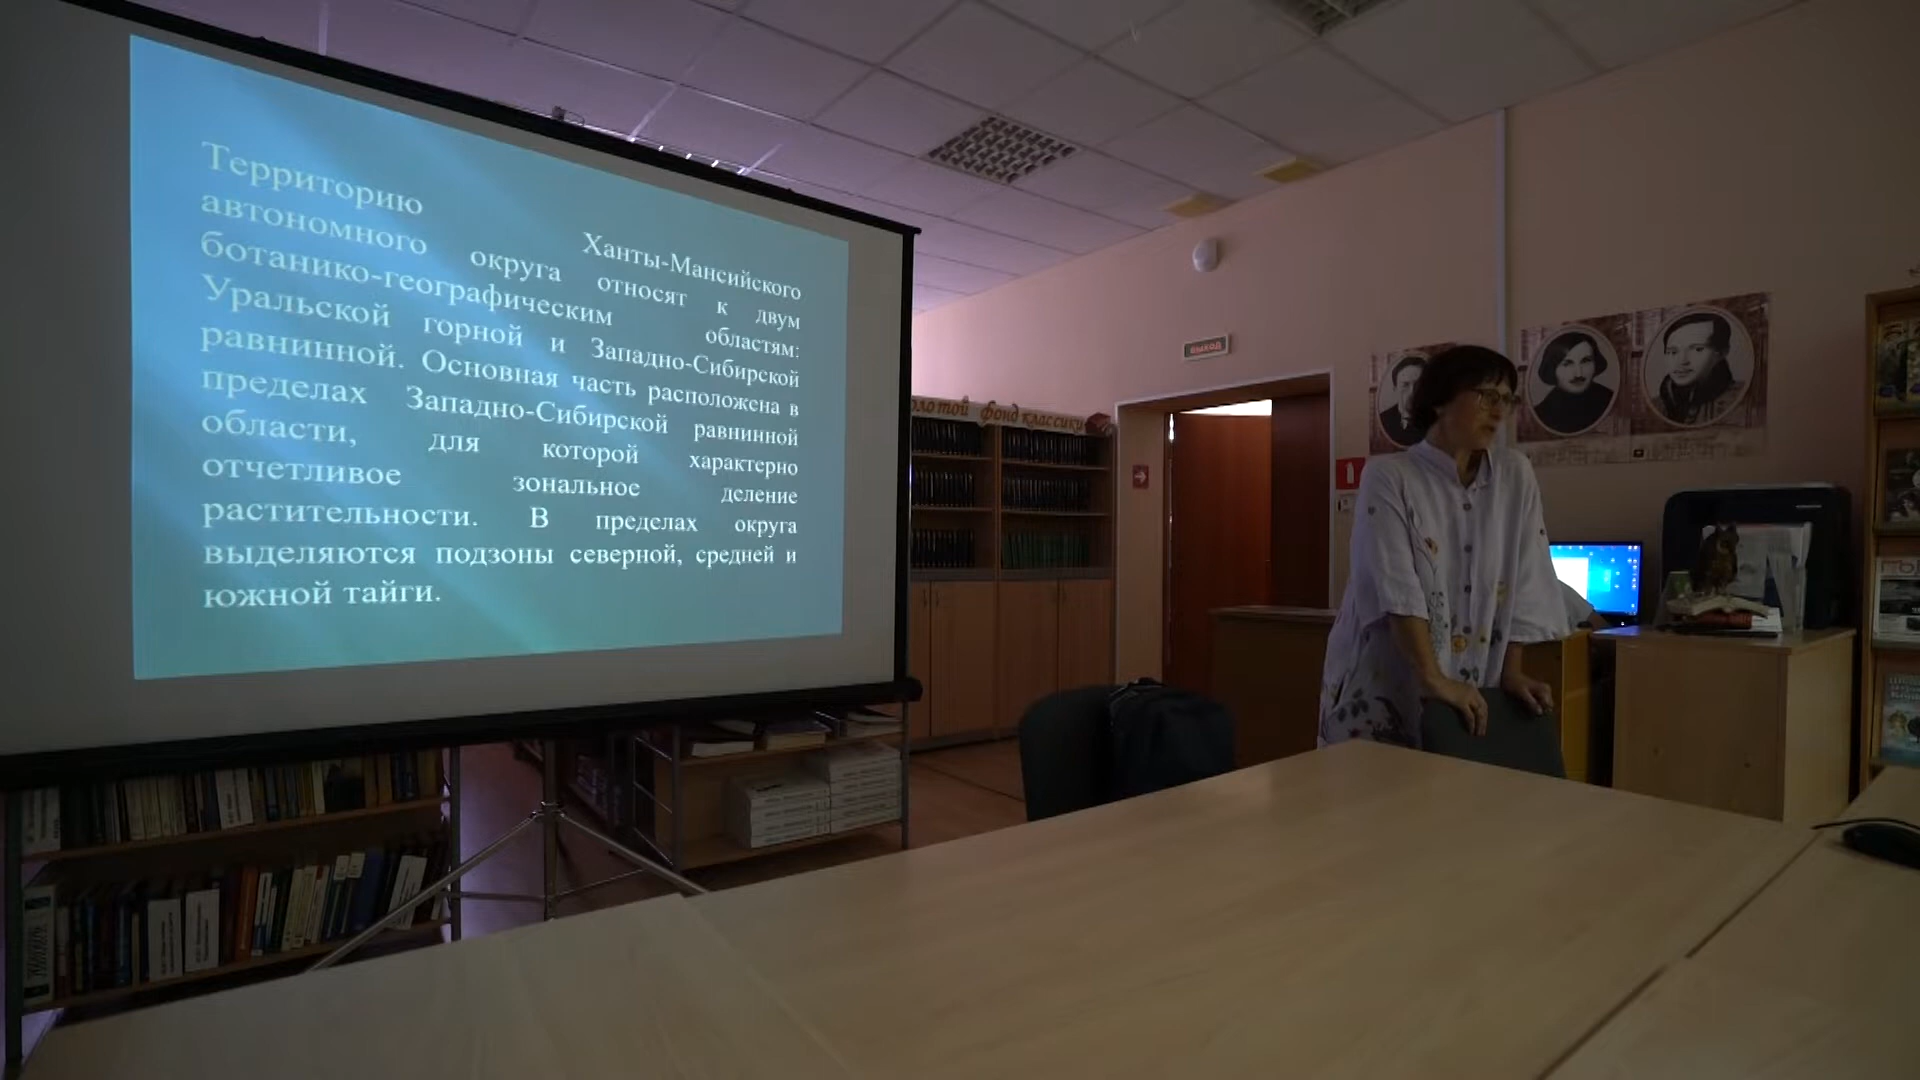 Территорию Ханты-Мансийского
автономного округа относят к двум
ботанико-географическим областям:
Уральской горной и Западно-Сибирской
равнинной. Основная часть расположена в
пределах Западно-Сибирской равнинной
области, для которой характерно
отчетливое зональное деление
растительности. В пределах округа
выделяются подзоны северной, средней и
южной тайги.
ВЫХОД
олотой фонд классики